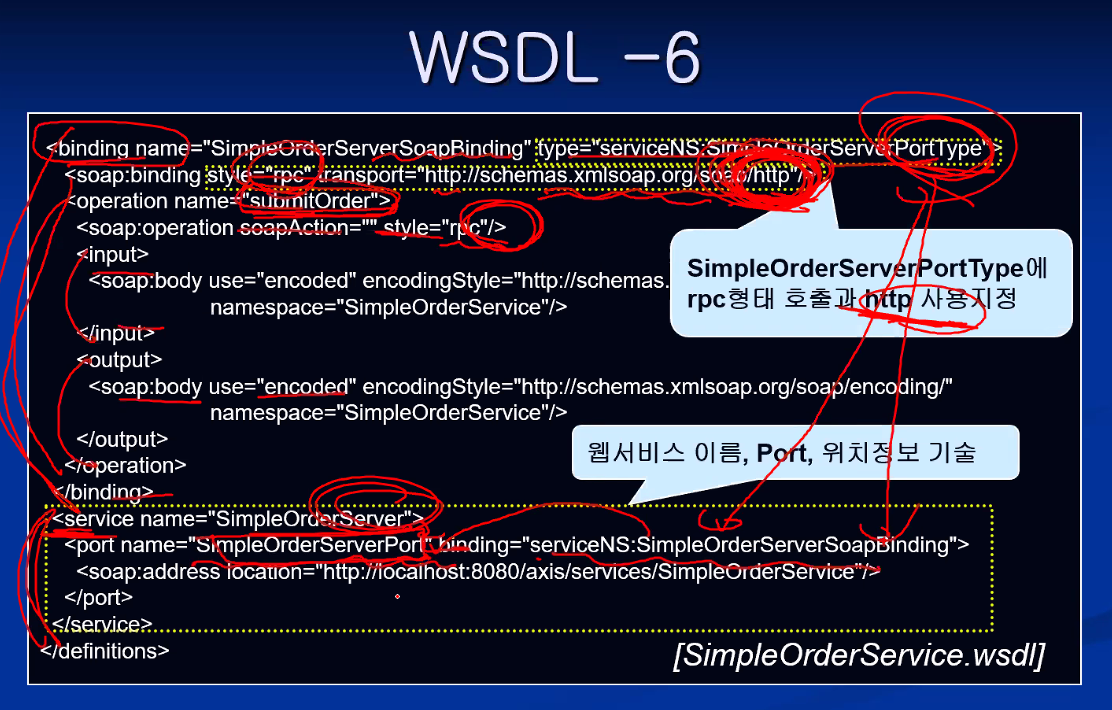 WSDL -6
<binding name="SimpleOrderServerSoapBinding" type="serviceNS:SimpleOrderServerPortType">
<soap:binding style="rpc" transport="http://schemas.xmlsoap.org/soap/http"/>
<operation name="submitOrder">
<soap:operation soapAction="" style="rpc"/>
<input>
<soap:body use="encoded" encodingStyle="http://schemas.
namespace="SimpleOrderService"/>
</input>
<output>
<soap:body use="encoded" encodingStyle="http://schemas.xmlsoap.org/soap/encoding/"
namespace="SimpleOrderService"/>
</output>
</operation>
</binding>
<service name="SimpleOrderServer">
<port name="SimpleOrderServerPort" binding="serviceNS:SimpleOrderServerSoapBinding">
<soap:address location="http://localhost:8080/axis/services/SimpleOrderService"/>
</port>
</service>
</definitions>
SimpleOrderServerPortType에
rpc형태 호출과 http 사용지정
웹서비스 이름, Port, 위치정보 기술
[SimpleOrderService.wsdl]